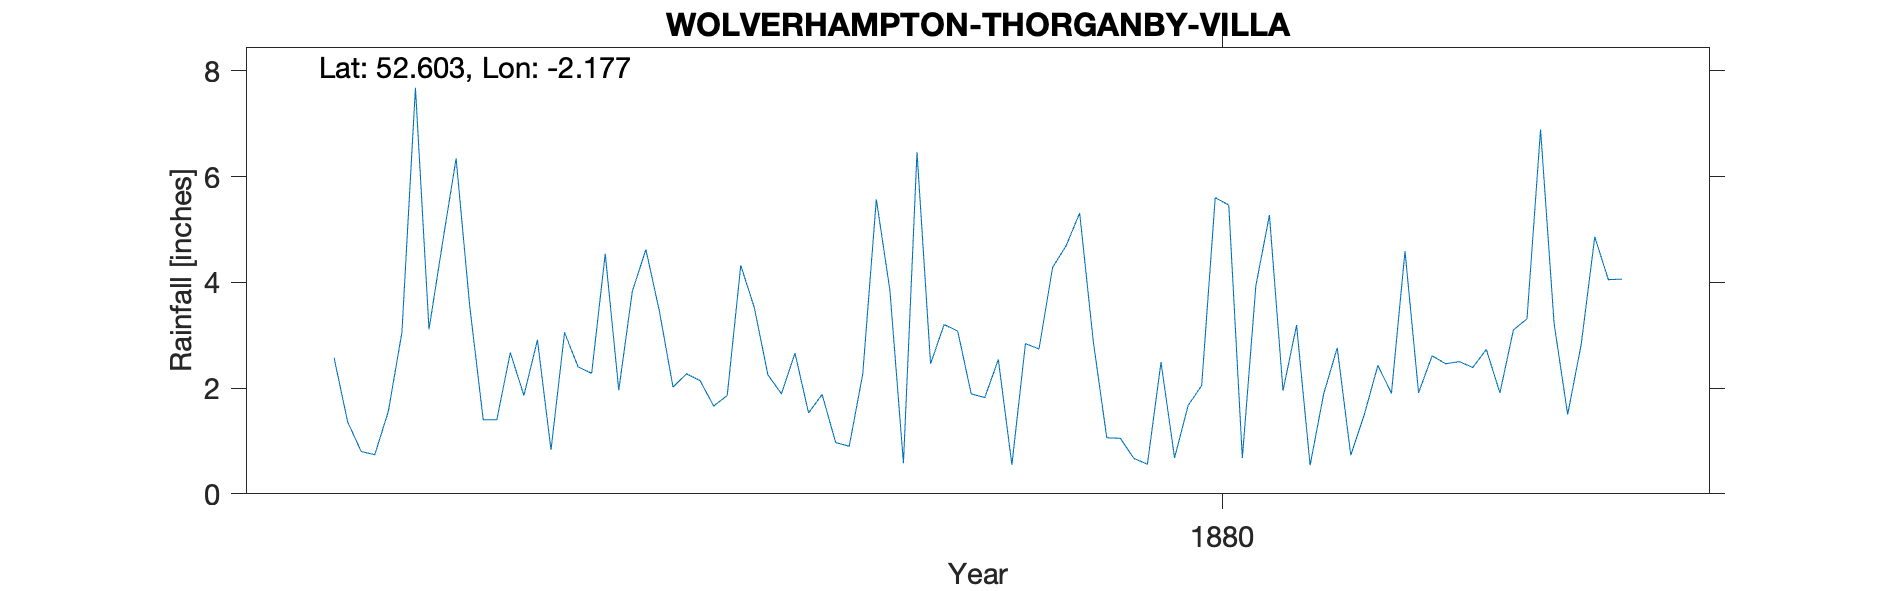 WOLVERHAMPTON-THORGANBY-VILLA
Lat: 52.603, Lon: -2.177
8
6
4
2
0
Rainfall [inches]
1880
Year